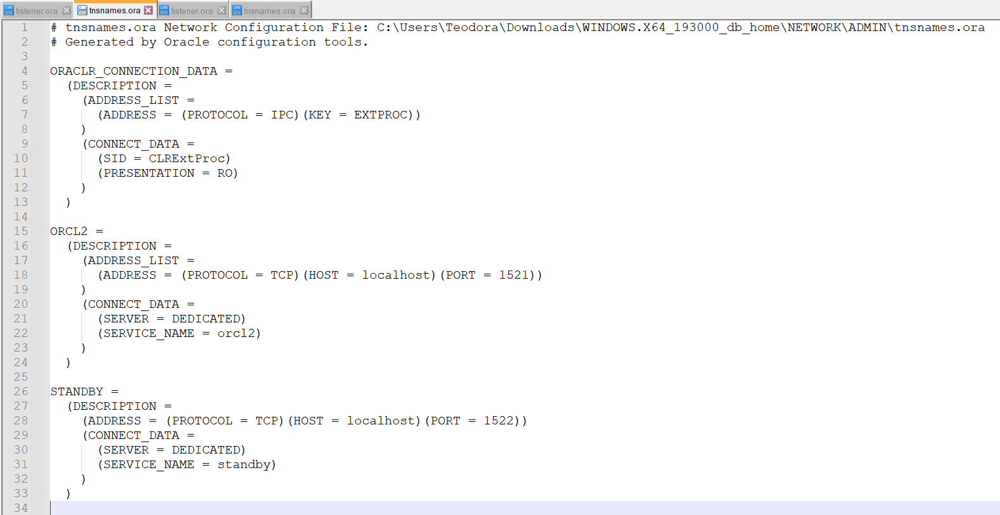 listener.ora tnsnames.ora listener.ora tnsnames.ora
1 # tnsnames.ora Network Configuration File: C:\Users\Teodora\Downloads\WINDOWS.X64_193000_db_home\NETWORK\ADMIN\tnsnames.ora
2 # Generated by Oracle configuration tools.
3
4 ORACLR_CONNECTION_DATA =
5   (DESCRIPTION =
6     (ADDRESS_LIST =
7       (ADDRESS = (PROTOCOL = IPC)(KEY = EXTPROC))
8     )
9     (CONNECT_DATA =
10       (SID = CLRExtProc)
11       (PRESENTATION = RO)
12     )
13   )
14
15 ORCL2 =
16   (DESCRIPTION =
17     (ADDRESS_LIST =
18       (ADDRESS = (PROTOCOL = TCP)(HOST = localhost)(PORT = 1521))
19     )
20     (CONNECT_DATA =
21       (SERVER = DEDICATED)
22       (SERVICE_NAME = orcl2)
23     )
24   )
25
26 STANDBY =
27   (DESCRIPTION =
28     (ADDRESS = (PROTOCOL = TCP)(HOST = localhost)(PORT = 1522))
29     (CONNECT_DATA =
30       (SERVER = DEDICATED)
31       (SERVICE_NAME = standby)
32     )
33   )
34